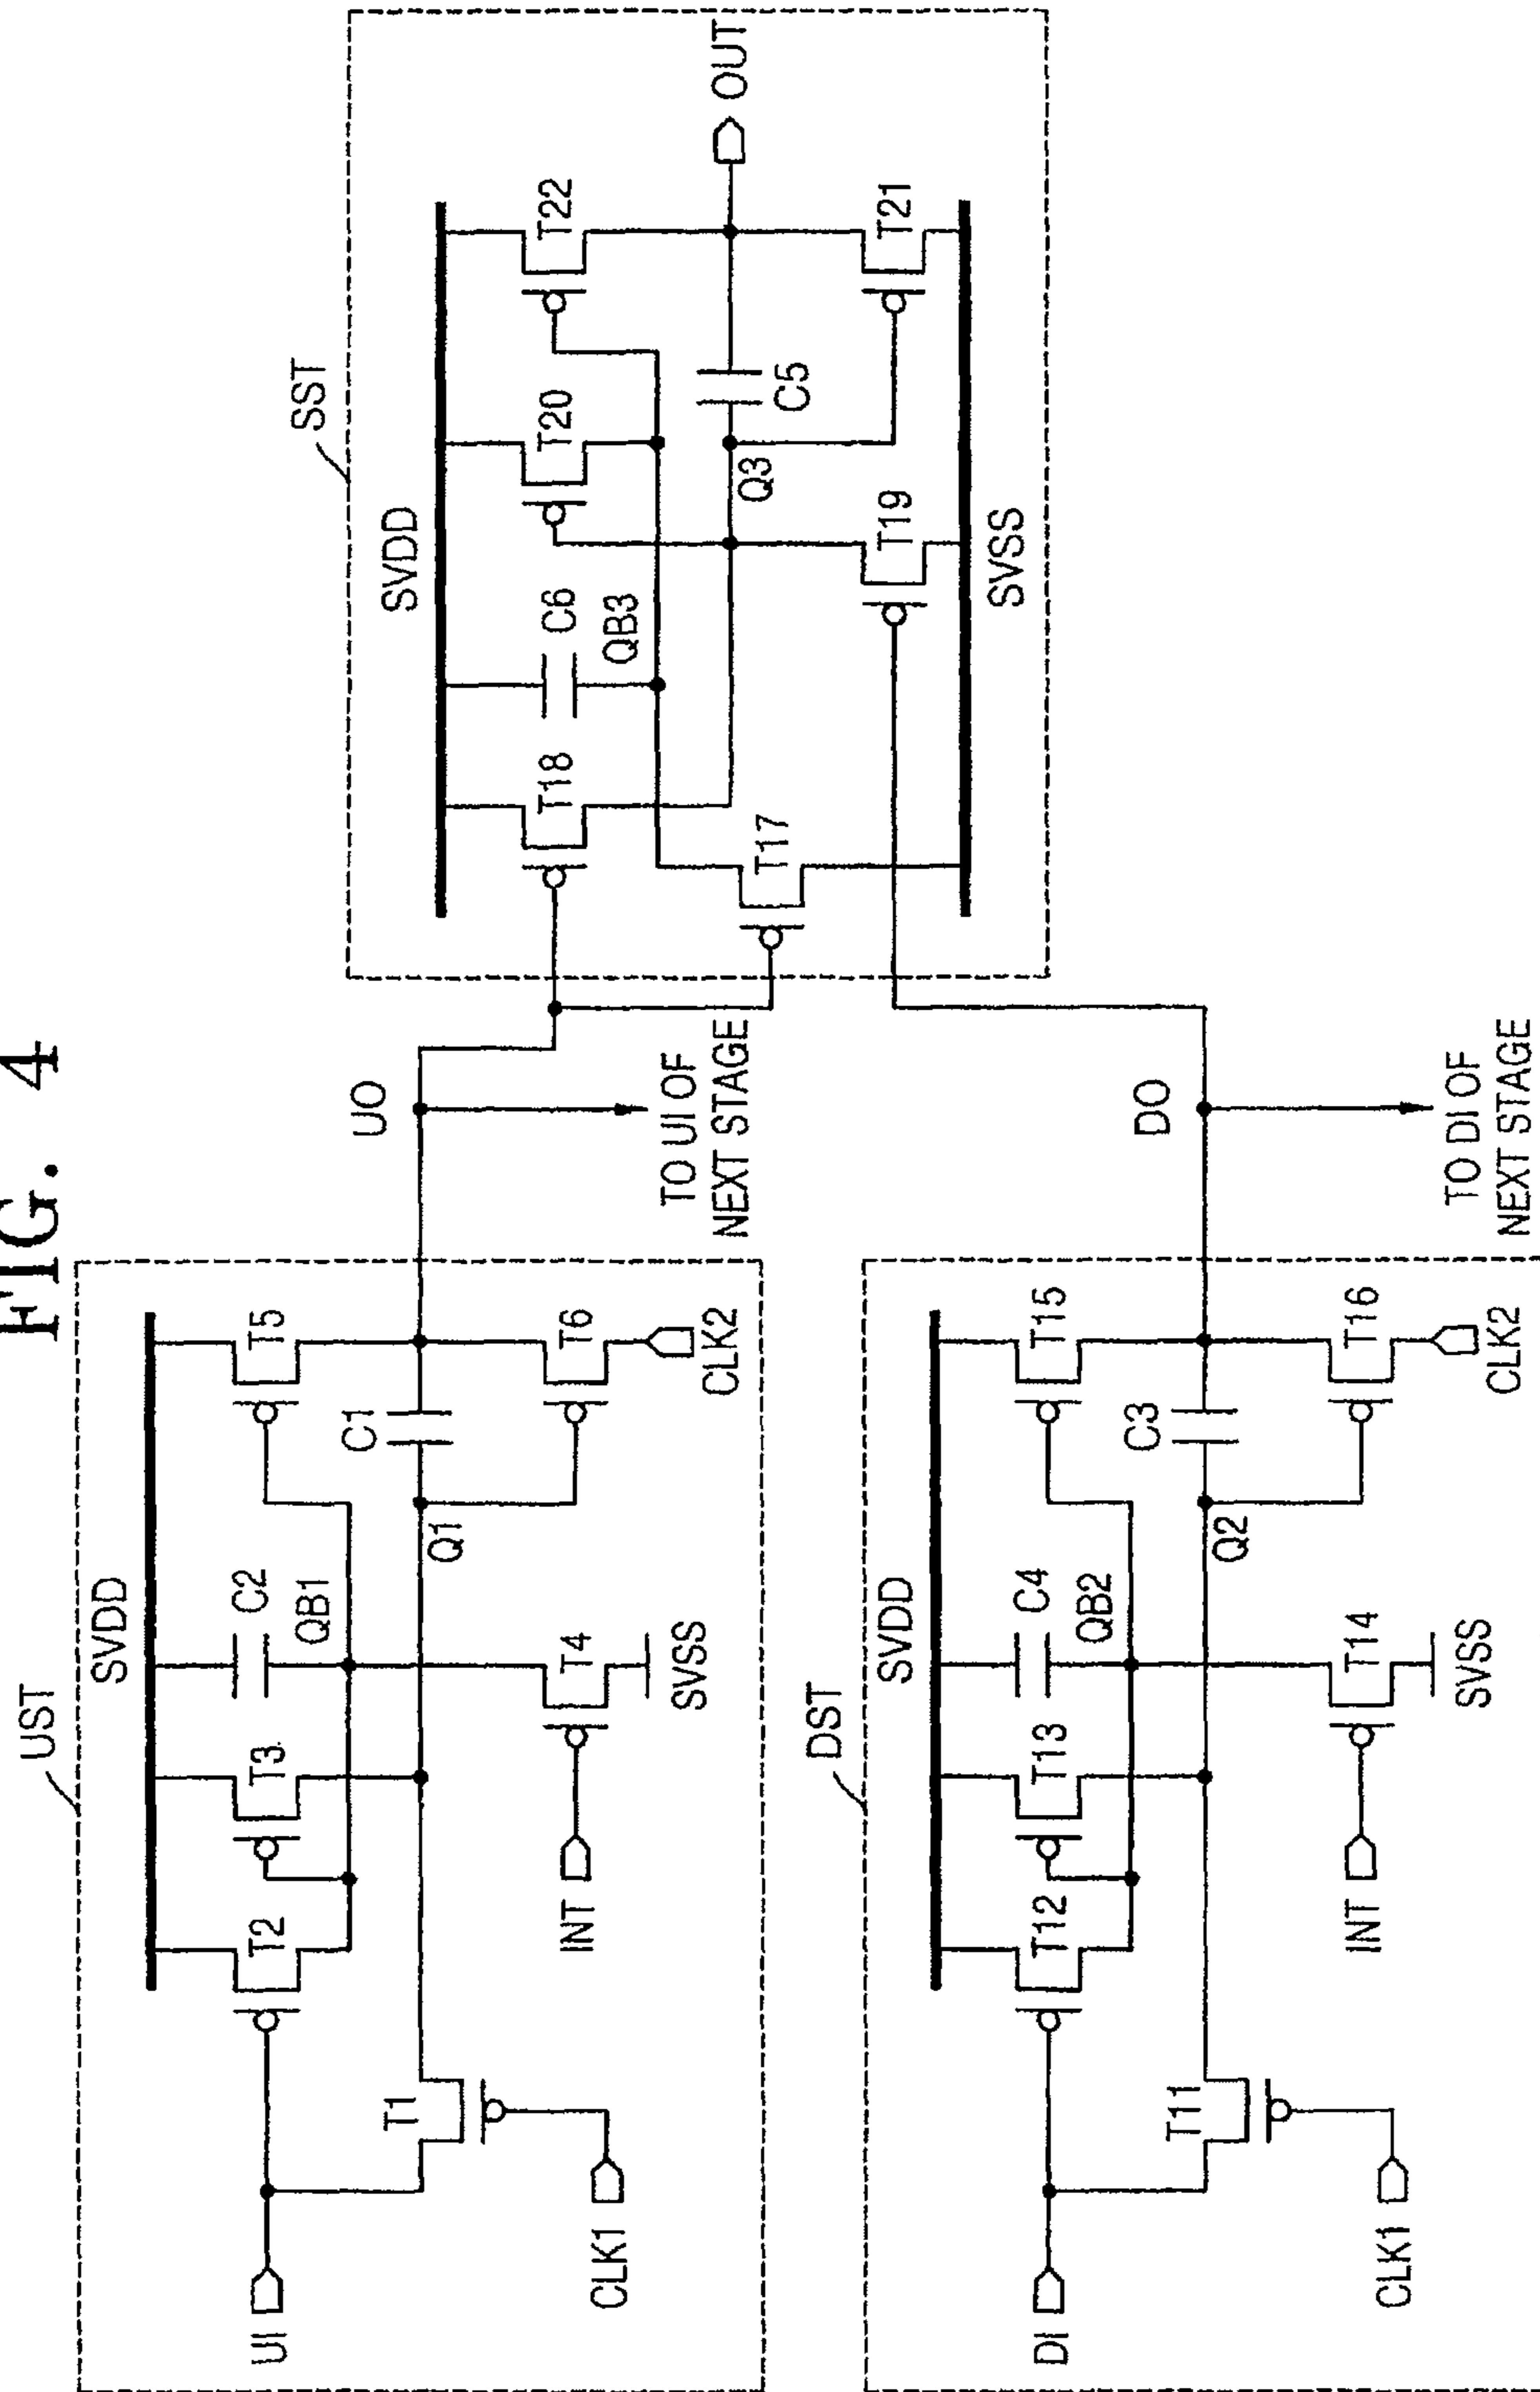 FIG. 4
UST
SVDD
UI
T2
T3
C2
QB1
T5
C1
T1
Q1
CLK1
INT
T4
SVSS
T6
CLK2
UO
TO UI OF
NEXT STAGE
DST
SVDD
DI
T12
T13
C4
QB2
T15
C3
T11
Q2
CLK1
INT
T14
SVSS
T16
CLK2
DO
TO DI OF
NEXT STAGE
SST
SVDD
T18
C6
QB3
T20
T22
T17
Q3
C5
OUT
T19
T21
SVSS